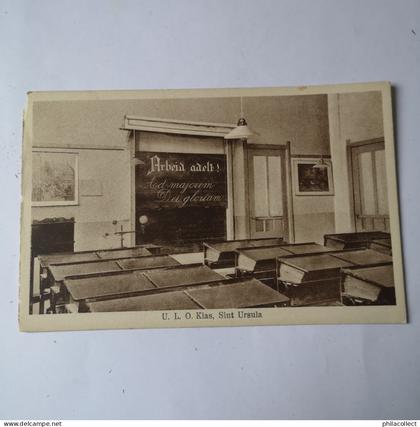 Arbeid adelt!
Ad majorem
Dei gloriam
U. L. O. Klas, Sint Ursula
philacollect